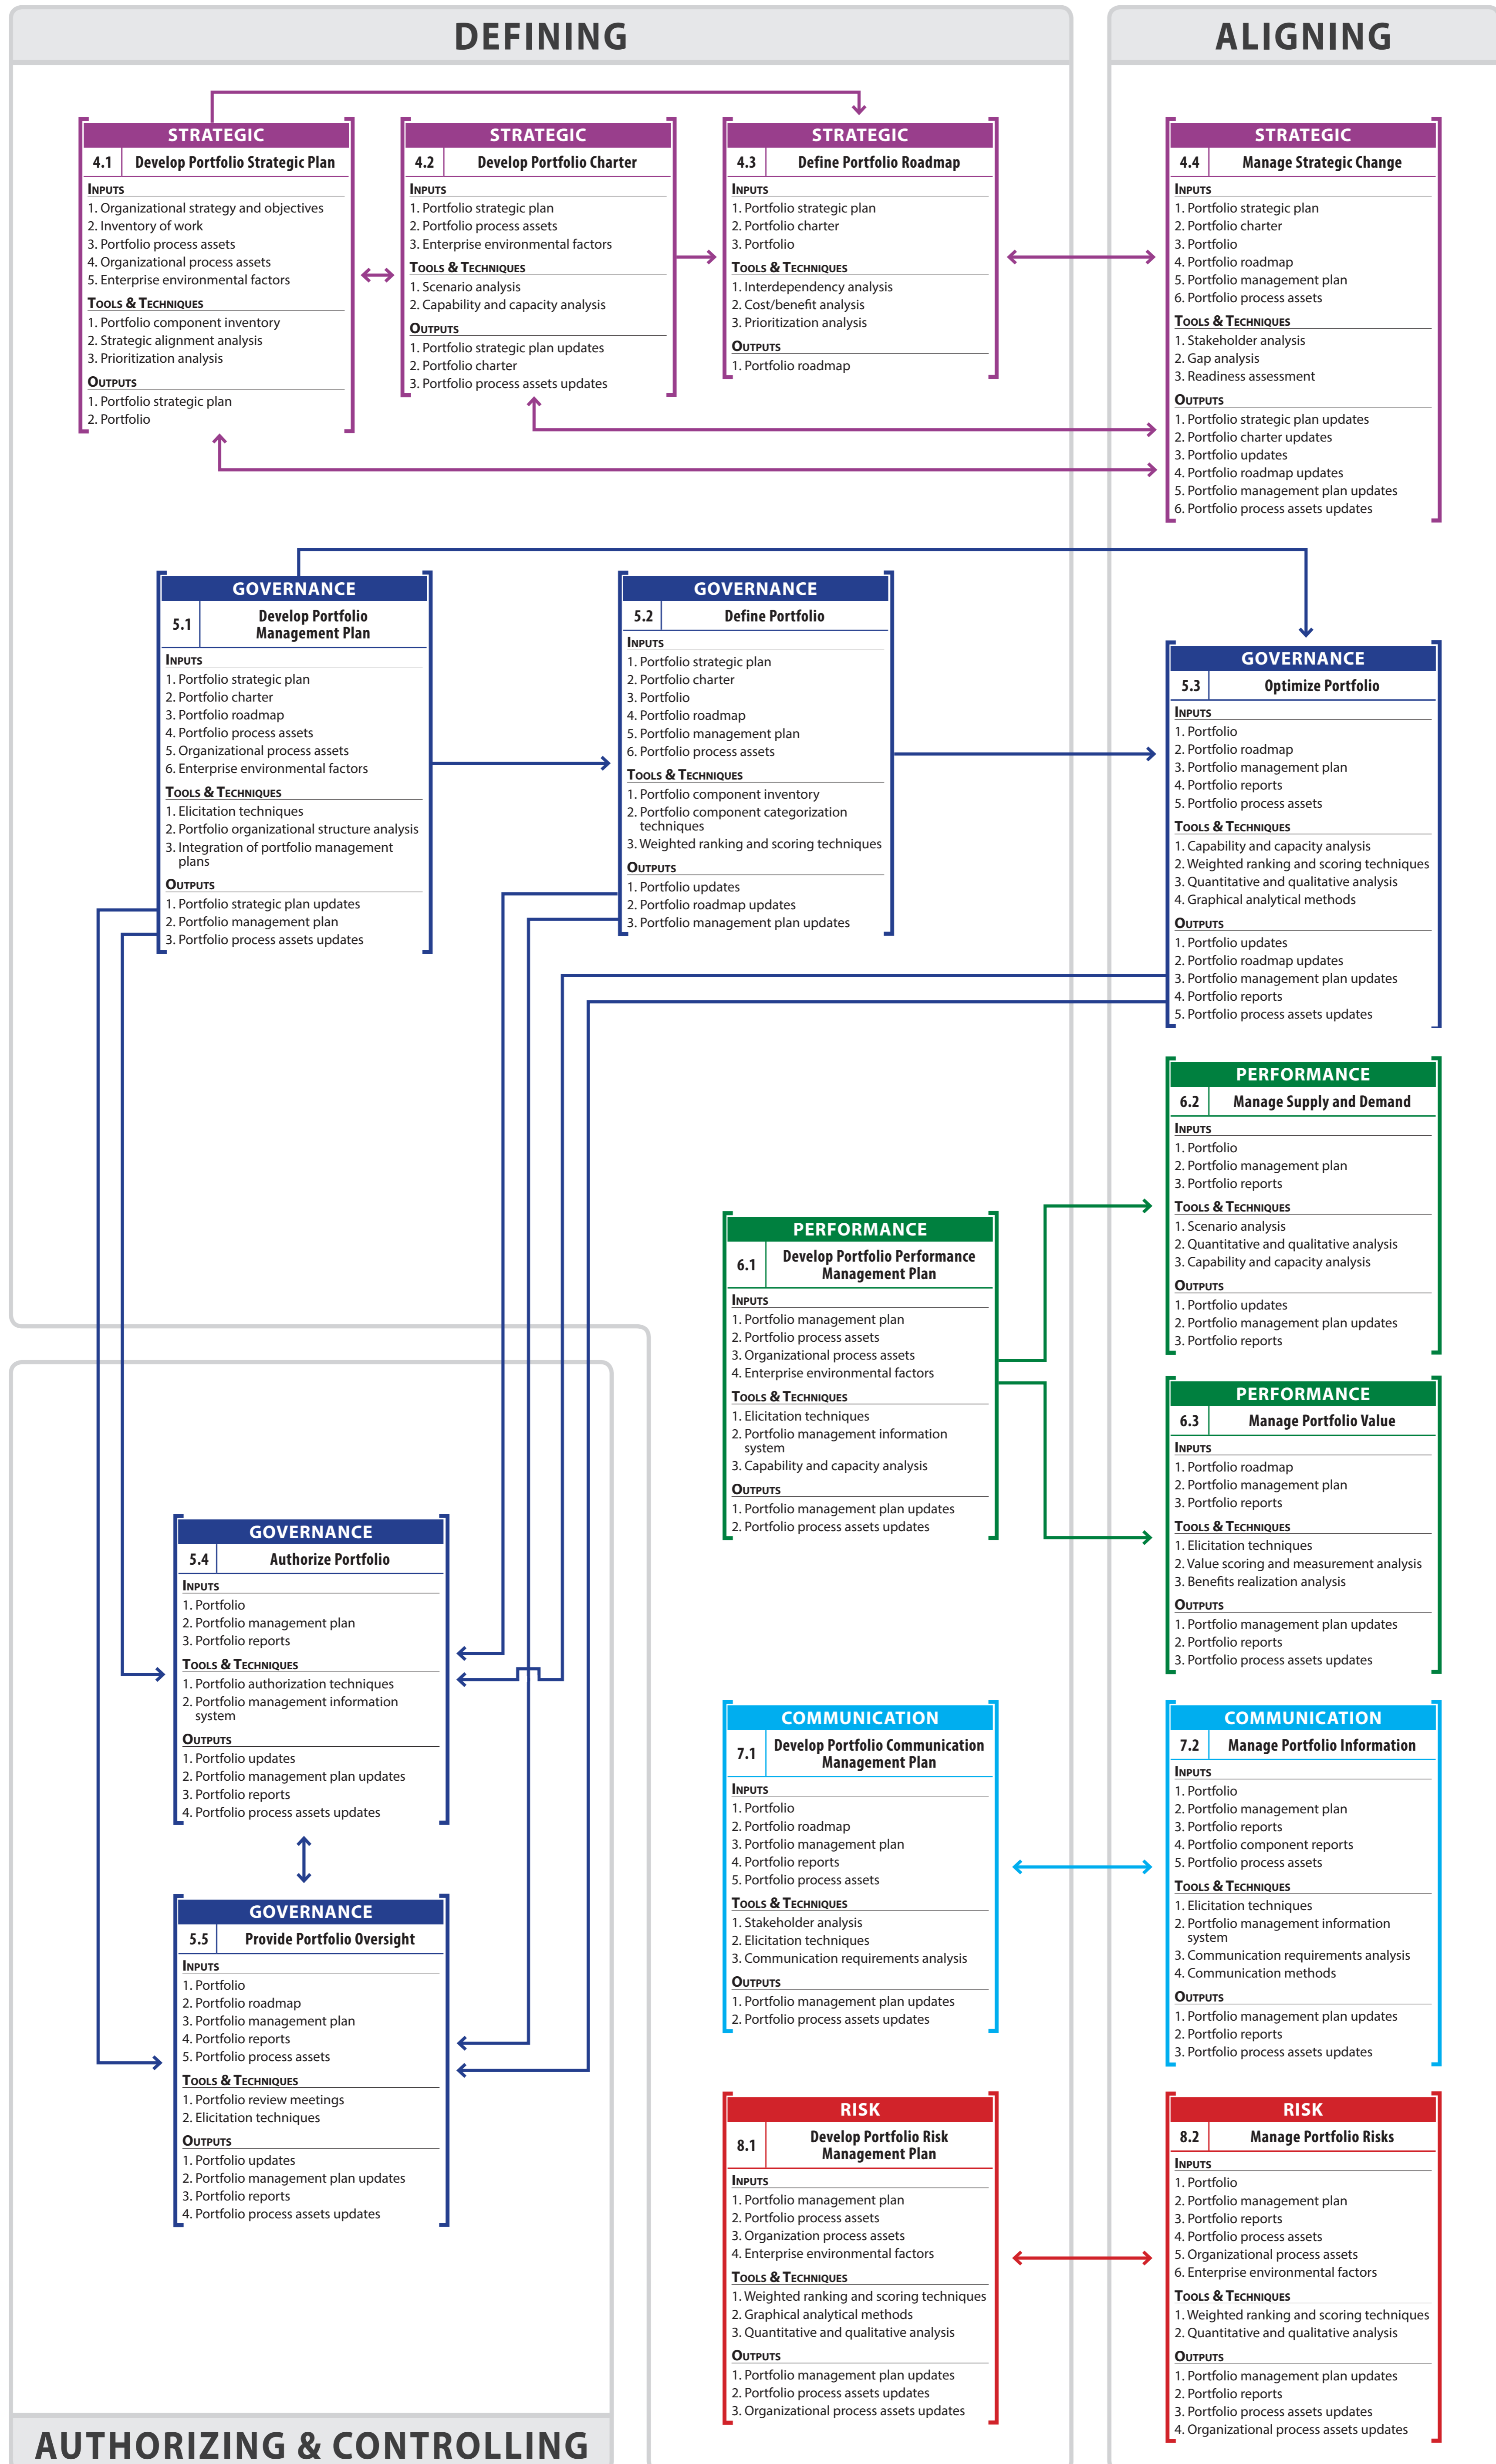 DEFINING
ALIGNING
STRATEGIC
4.1 Develop Portfolio Strategic Plan
INPUTS
1. Organizational strategy and objectives
2. Inventory of work
3. Portfolio process assets
4. Organizational process assets
5. Enterprise environmental factors
TOOLS & TECHNIQUES
1. Portfolio component inventory
2. Strategic alignment analysis
3. Prioritization analysis
OUTPUTS
1. Portfolio strategic plan
2. Portfolio
STRATEGIC
4.2 Develop Portfolio Charter
INPUTS
1. Portfolio strategic plan
2. Portfolio process assets
3. Enterprise environmental factors
TOOLS & TECHNIQUES
1. Scenario analysis
2. Capability and capacity analysis
OUTPUTS
1. Portfolio strategic plan updates
2. Portfolio charter
3. Portfolio process assets updates
STRATEGIC
4.3 Define Portfolio Roadmap
INPUTS
1. Portfolio strategic plan
2. Portfolio charter
3. Portfolio
TOOLS & TECHNIQUES
1. Interdependency analysis
2. Cost/benefit analysis
3. Prioritization analysis
OUTPUTS
1. Portfolio roadmap
STRATEGIC
4.4 Manage Strategic Change
INPUTS
1. Portfolio strategic plan
2. Portfolio charter
3. Portfolio
4. Portfolio roadmap
5. Portfolio management plan
6. Portfolio process assets
TOOLS & TECHNIQUES
1. Stakeholder analysis
2. Gap analysis
3. Readiness assessment
OUTPUTS
1. Portfolio strategic plan updates
2. Portfolio charter updates
3. Portfolio updates
4. Portfolio roadmap updates
5. Portfolio management plan updates
6. Portfolio process assets updates
GOVERNANCE
5.1 Develop Portfolio
Management Plan
INPUTS
1. Portfolio strategic plan
2. Portfolio charter
3. Portfolio roadmap
4. Portfolio process assets
5. Organizational process assets
6. Enterprise environmental factors
TOOLS & TECHNIQUES
1. Elicitation techniques
2. Portfolio organizational structure analysis
3. Integration of portfolio management
plans
OUTPUTS
1. Portfolio strategic plan updates
2. Portfolio management plan
3. Portfolio process assets updates
GOVERNANCE
5.2 Define Portfolio
INPUTS
1. Portfolio strategic plan
2. Portfolio charter
3. Portfolio
4. Portfolio roadmap
5. Portfolio management plan
6. Portfolio process assets
TOOLS & TECHNIQUES
1. Portfolio component inventory
2. Portfolio component categorization
techniques
3. Weighted ranking and scoring techniques
OUTPUTS
1. Portfolio updates
2. Portfolio roadmap updates
3. Portfolio management plan updates
GOVERNANCE
5.3 Optimize Portfolio
INPUTS
1. Portfolio
2. Portfolio roadmap
3. Portfolio management plan
4. Portfolio reports
5. Portfolio process assets
TOOLS & TECHNIQUES
1. Capability and capacity analysis
2. Weighted ranking and scoring techniques
3. Quantitative and qualitative analysis
4. Graphical analytical methods
OUTPUTS
1. Portfolio updates
2. Portfolio roadmap updates
3. Portfolio management plan updates
4. Portfolio reports
5. Portfolio process assets updates
PERFORMANCE
6.2 Manage Supply and Demand
INPUTS
1. Portfolio
2. Portfolio management plan
3. Portfolio reports
TOOLS & TECHNIQUES
1. Scenario analysis
2. Quantitative and qualitative analysis
3. Capability and capacity analysis
OUTPUTS
1. Portfolio updates
2. Portfolio management plan updates
3. Portfolio reports
PERFORMANCE
6.1 Develop Portfolio Performance
Management Plan
INPUTS
1. Portfolio management plan
2. Portfolio process assets
3. Organizational process assets
4. Enterprise environmental factors
TOOLS & TECHNIQUES
1. Elicitation techniques
2. Portfolio management information
system
3. Capability and capacity analysis
OUTPUTS
1. Portfolio management plan updates
2. Portfolio process assets updates
PERFORMANCE
6.3 Manage Portfolio Value
INPUTS
1. Portfolio roadmap
2. Portfolio management plan
3. Portfolio reports
TOOLS & TECHNIQUES
1. Elicitation techniques
2. Value scoring and measurement analysis
3. Benefits realization analysis
OUTPUTS
1. Portfolio management plan updates
2. Portfolio reports
3. Portfolio process assets updates
GOVERNANCE
5.4 Authorize Portfolio
INPUTS
1. Portfolio
2. Portfolio management plan
3. Portfolio reports
TOOLS & TECHNIQUES
1. Portfolio authorization techniques
2. Portfolio management information
system
OUTPUTS
1. Portfolio updates
2. Portfolio management plan updates
3. Portfolio reports
4. Portfolio process assets updates
COMMUNICATION
7.1 Develop Portfolio Communication
Management Plan
INPUTS
1. Portfolio
2. Portfolio roadmap
3. Portfolio management plan
4. Portfolio reports
5. Portfolio process assets
TOOLS & TECHNIQUES
1. Stakeholder analysis
2. Elicitation techniques
3. Communication requirements analysis
OUTPUTS
1. Portfolio management plan updates
2. Portfolio process assets updates
COMMUNICATION
7.2 Manage Portfolio Information
INPUTS
1. Portfolio
2. Portfolio management plan
3. Portfolio reports
4. Portfolio component reports
5. Portfolio process assets
TOOLS & TECHNIQUES
1. Elicitation techniques
2. Portfolio management information
system
3. Communication requirements analysis
4. Communication methods
OUTPUTS
1. Portfolio management plan updates
2. Portfolio reports
3. Portfolio process assets updates
GOVERNANCE
5.5 Provide Portfolio Oversight
INPUTS
1. Portfolio
2. Portfolio roadmap
3. Portfolio management plan
4. Portfolio reports
5. Portfolio process assets
TOOLS & TECHNIQUES
1. Portfolio review meetings
2. Elicitation techniques
OUTPUTS
1. Portfolio updates
2. Portfolio management plan updates
3. Portfolio reports
4. Portfolio process assets updates
RISK
8.1 Develop Portfolio Risk
Management Plan
INPUTS
1. Portfolio management plan
2. Portfolio process assets
3. Organization process assets
4. Enterprise environmental factors
TOOLS & TECHNIQUES
1. Weighted ranking and scoring techniques
2. Graphical analytical methods
3. Quantitative and qualitative analysis
OUTPUTS
1. Portfolio management plan updates
2. Portfolio process assets updates
3. Organizational process assets updates
RISK
8.2 Manage Portfolio Risks
INPUTS
1. Portfolio
2. Portfolio management plan
3. Portfolio reports
4. Portfolio process assets
5. Organizational process assets
6. Enterprise environmental factors
TOOLS & TECHNIQUES
1. Weighted ranking and scoring techniques
2. Quantitative and qualitative analysis
OUTPUTS
1. Portfolio management plan updates
2. Portfolio reports
3. Portfolio process assets updates
4. Organizational process assets updates
AUTHORIZING & CONTROLLING